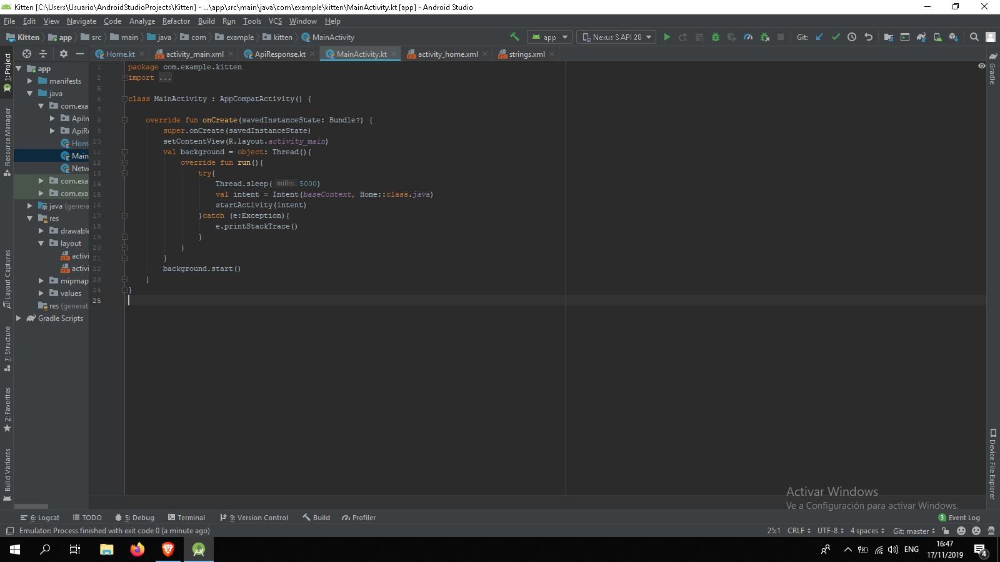 Kitten [C:\Users\Usuario\AndroidStudioProjects\Kitten] - ...\app\src\main\java\com\example\kitten\MainActivity.kt [app] - Android Studio
File Edit View Navigate Code Analyze Refactor Build Run Tools VCS Window Help
Kitten app src main java com example kitten MainActivity app Nexus S API 28 Git:
Home.kt activity_main.xml ApiResponse.kt MainActivity.kt activity_home.xml strings.xml
1: Project
Resource Manager
Layout Captures
7: Structure
2: Favorites
Build Variants
app
manifests
java
com.exa
ApiIn
ApiRe
Hom
Main
Netw
com.exa
com.exa
java (genera
res
drawable
layout
activi
activi
mipmap
values
res (generat
Gradle Scripts
1 package com.example.kitten
2 import ...
5
6 class MainActivity : AppCompatActivity() {
7
8 override fun onCreate(savedInstanceState: Bundle?) {
9 super.onCreate(savedInstanceState)
10 setContentView(R.layout.activity_main)
11 val background = object: Thread(){
12 override fun run(){
13 try{
14 Thread.sleep( millis: 5000)
15 val intent = Intent(baseContext, Home::class.java)
16 startActivity(intent)
17 }catch (e:Exception){
18 e.printStackTrace()
19 }
20 }
21 }
22 background.start()
23 }
24 }
25
Gradle
Device File Explorer
Activar Windows
Ve a Configuración para activar Windows.
6: Logcat TODO 5: Debug Terminal 9: Version Control Build Profiler 3 Event Log
Emulator: Process finished with exit code 0 (a minute ago) 25:1 CRLF UTF-8 4 spaces Git: master
ENG 16:47
17/11/2019 4